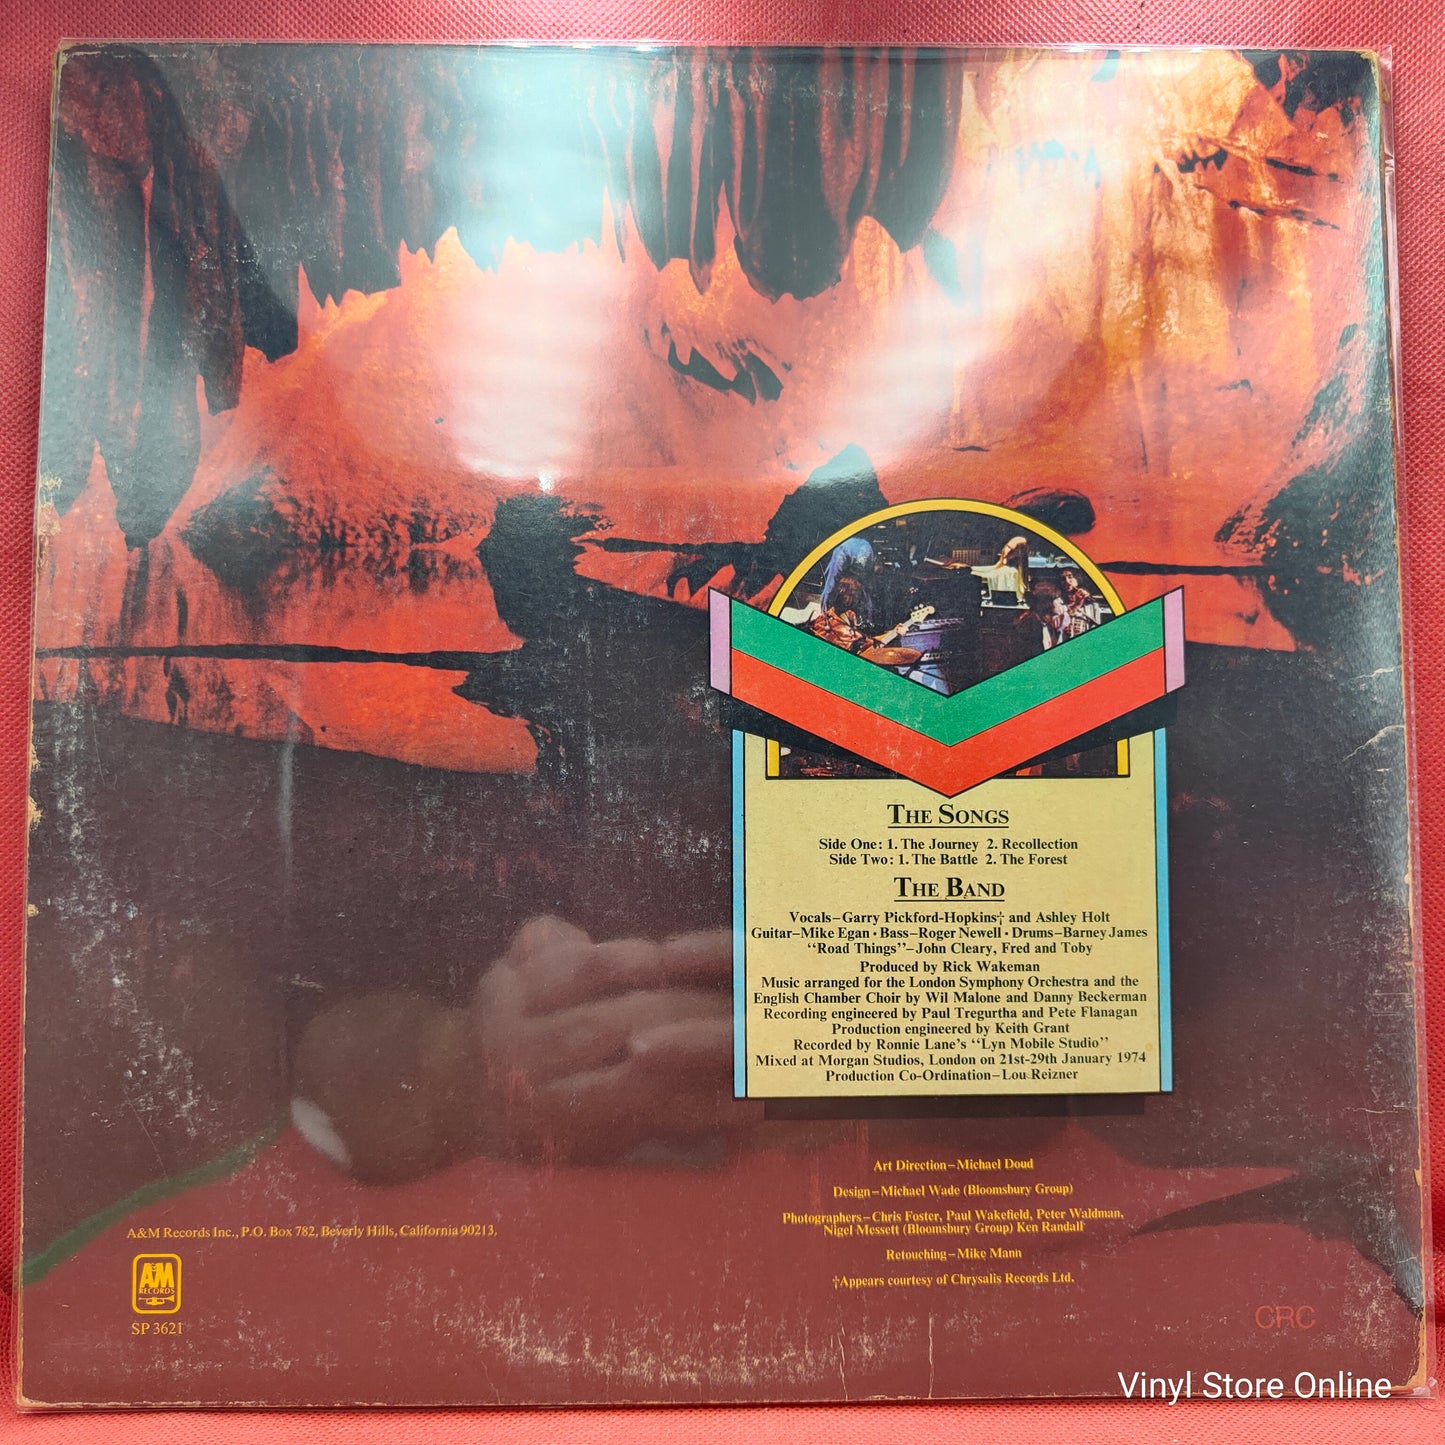 THE SONGS
Side One: 1. The Journey 2. Recollection
Side Two: 1. The Battle 2. The Forest
THE BAND
Vocals–Garry Pickford-Hopkins† and Ashley Holt
Guitar–Mike Egan • Bass–Roger Newell • Drums–Barney James
"Road Things"–John Cleary, Fred and Toby
Produced by Rick Wakeman
Music arranged for the London Symphony Orchestra and the
English Chamber Choir by Wil Malone and Danny Beckerman
Recording engineered by Paul Tregurtha and Pete Flanagan
Production engineered by Keith Grant
Recorded by Ronnie Lane's "Lyn Mobile Studio"
Mixed at Morgan Studios, London on 21st-29th January 1974
Production Co-Ordination–Lou Reizner
Art Direction–Michael Doud
Design–Michael Wade (Bloomsbury Group)
Photographers–Chris Foster, Paul Wakefield, Peter Waldman,
Nigel Messett (Bloomsbury Group) Ken Randall
Retouching–Mike Mann
†Appears courtesy of Chrysalis Records Ltd.
A&M Records Inc., P.O. Box 782, Beverly Hills, California 90213.
A&M
RECORDS
SP 3621
CRC
Vinyl Store Online